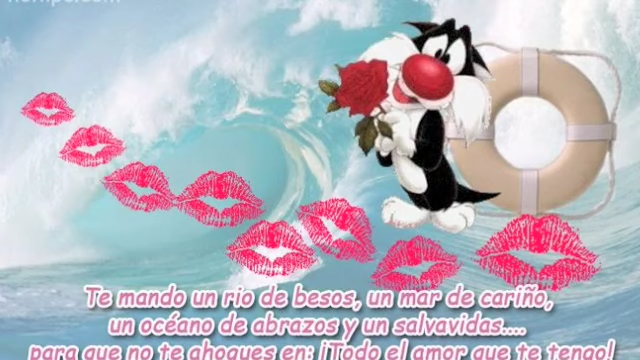 Te mando un rio de besos, un mar de cariño,
un océano de abrazos y un salvavidas....
para que no te ahogues en: ¡Todo el amor que te tengo!